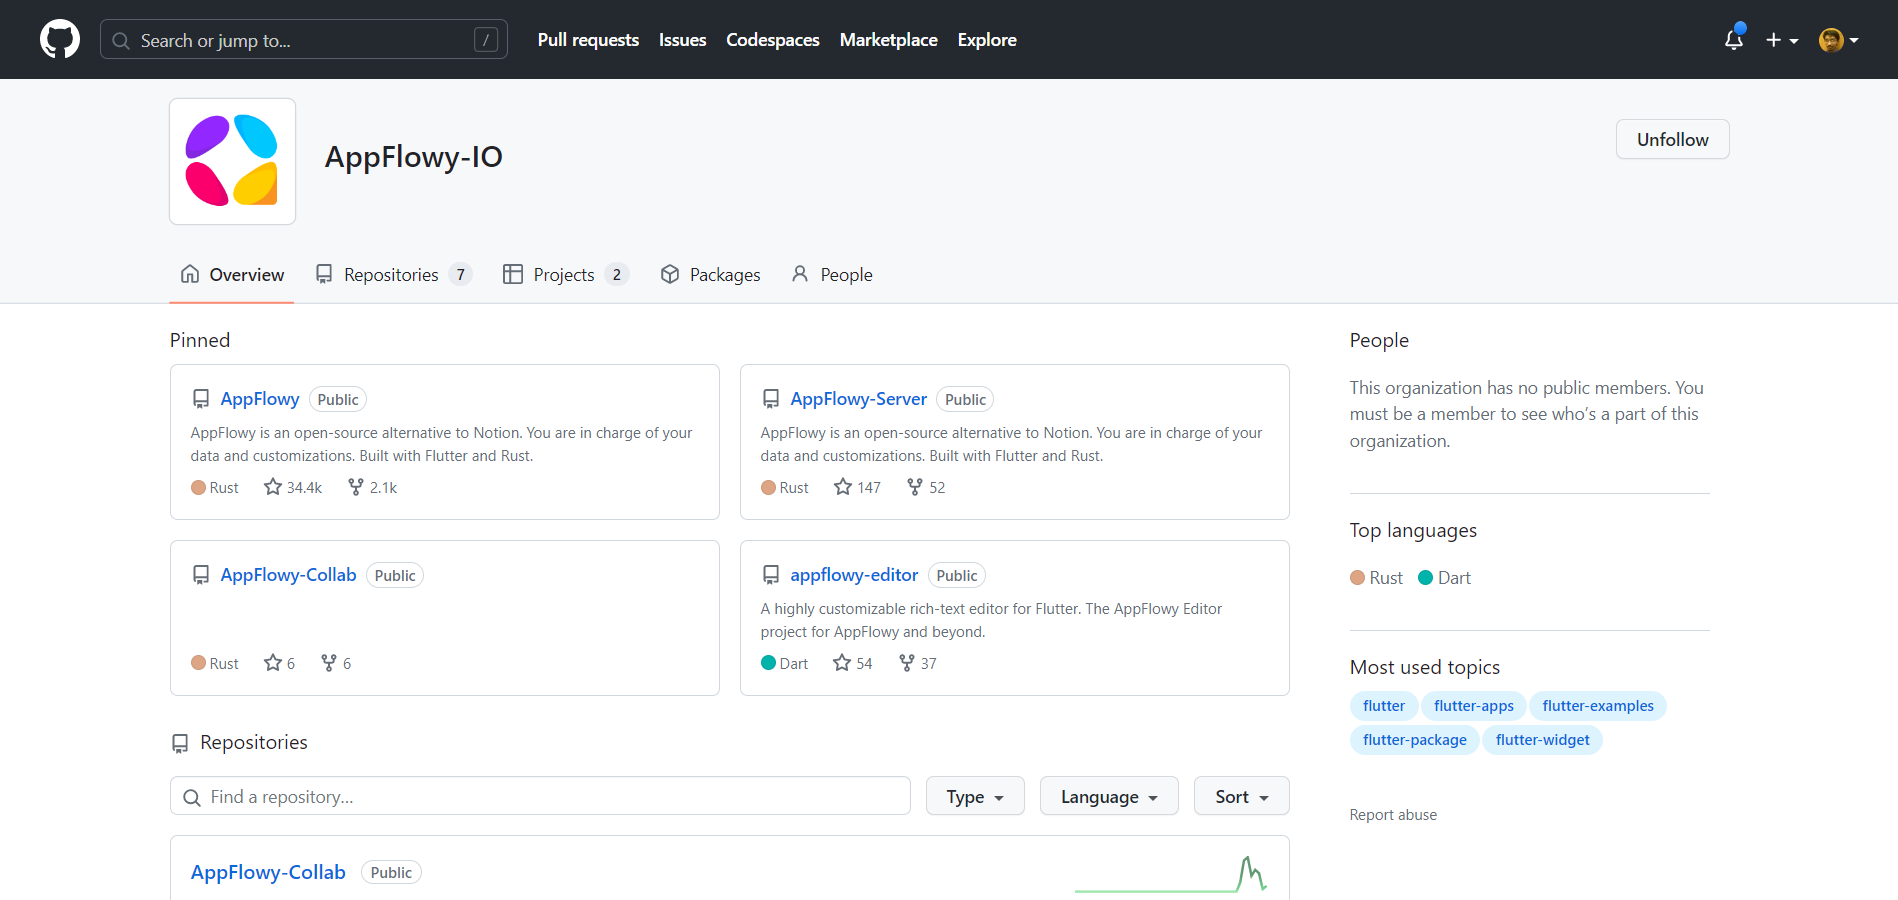 Search or jump to... /
Pull requests Issues Codespaces Marketplace Explore
AppFlowy-IO
Unfollow
Overview Repositories 7 Projects 2 Packages People
Pinned
AppFlowy Public
AppFlowy is an open-source alternative to Notion. You are in charge of your
data and customizations. Built with Flutter and Rust.
Rust 34.4k 2.1k
AppFlowy-Server Public
AppFlowy is an open-source alternative to Notion. You are in charge of your
data and customizations. Built with Flutter and Rust.
Rust 147 52
AppFlowy-Collab Public
Rust 6 6
appflowy-editor Public
A highly customizable rich-text editor for Flutter. The AppFlowy Editor
project for AppFlowy and beyond.
Dart 54 37
Repositories
Find a repository...
Type Language Sort
AppFlowy-Collab Public
People
This organization has no public members. You
must be a member to see who’s a part of this
organization.
Top languages
Rust Dart
Most used topics
flutter flutter-apps flutter-examples
flutter-package flutter-widget
Report abuse